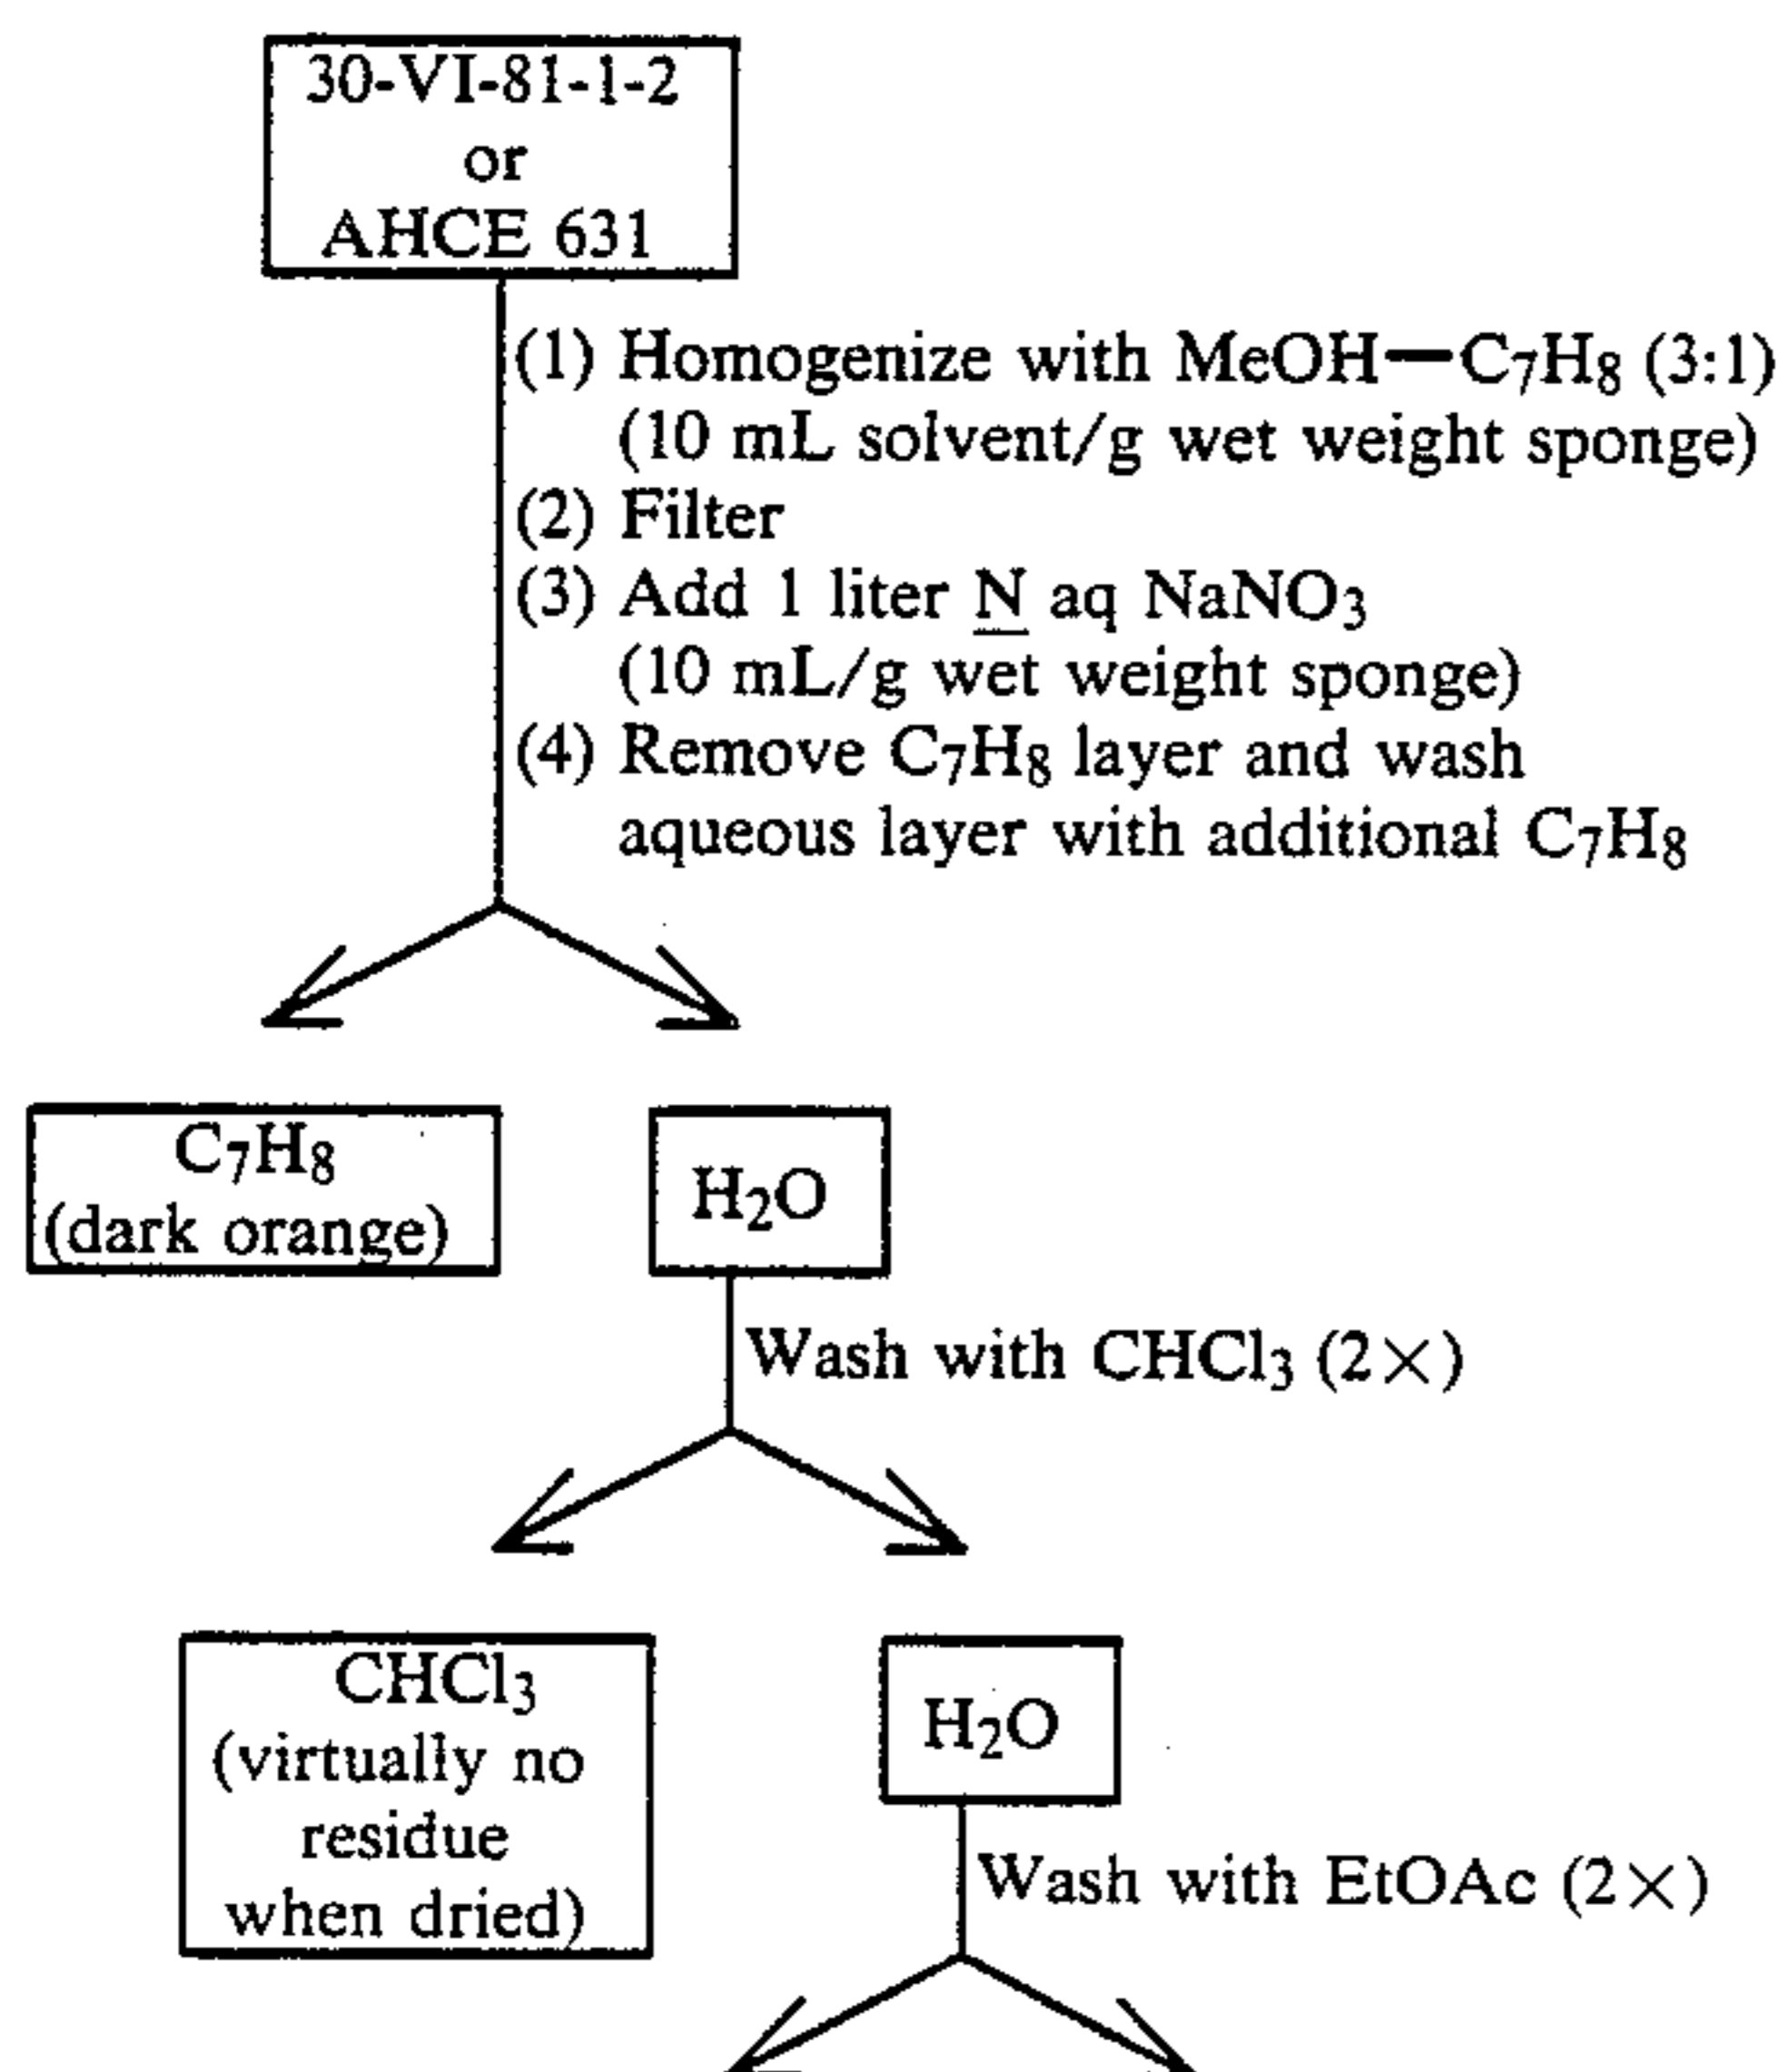 30-VI-81-1-2
or
AHCE 631
(1) Homogenize with MeOH—C₇H₈ (3:1)
(10 mL solvent/g wet weight sponge)
(2) Filter
(3) Add 1 liter N aq NaNO₃
(10 mL/g wet weight sponge)
(4) Remove C₇H₈ layer and wash
aqueous layer with additional C₇H₈
C₇H₈
(dark orange)
H₂O
Wash with CHCl₃ (2×)
CHCl₃
(virtually no
residue
when dried)
H₂O
Wash with EtOAc (2×)